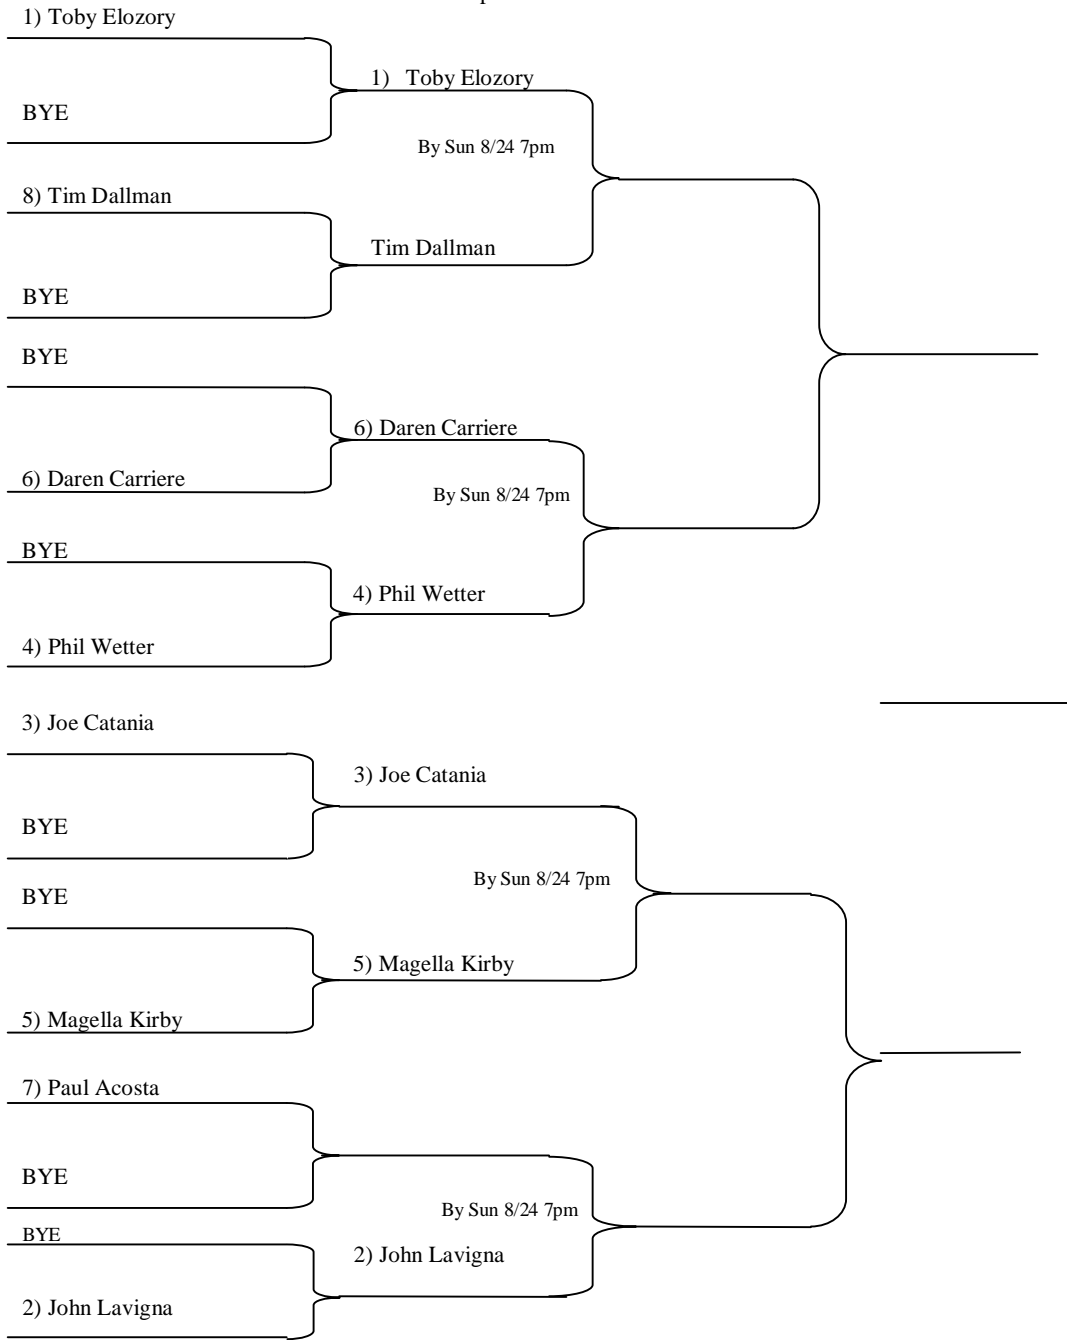 1) Toby Elozory
1) Toby Elozory
BYE
By Sun 8/24 7pm
8) Tim Dallman
Tim Dallman
BYE
BYE
6) Daren Carriere
6) Daren Carriere
By Sun 8/24 7pm
BYE
4) Phil Wetter
4) Phil Wetter
3) Joe Catania
3) Joe Catania
BYE
By Sun 8/24 7pm
BYE
5) Magella Kirby
5) Magella Kirby
7) Paul Acosta
BYE
By Sun 8/24 7pm
BYE
2) John Lavigna
2) John Lavigna